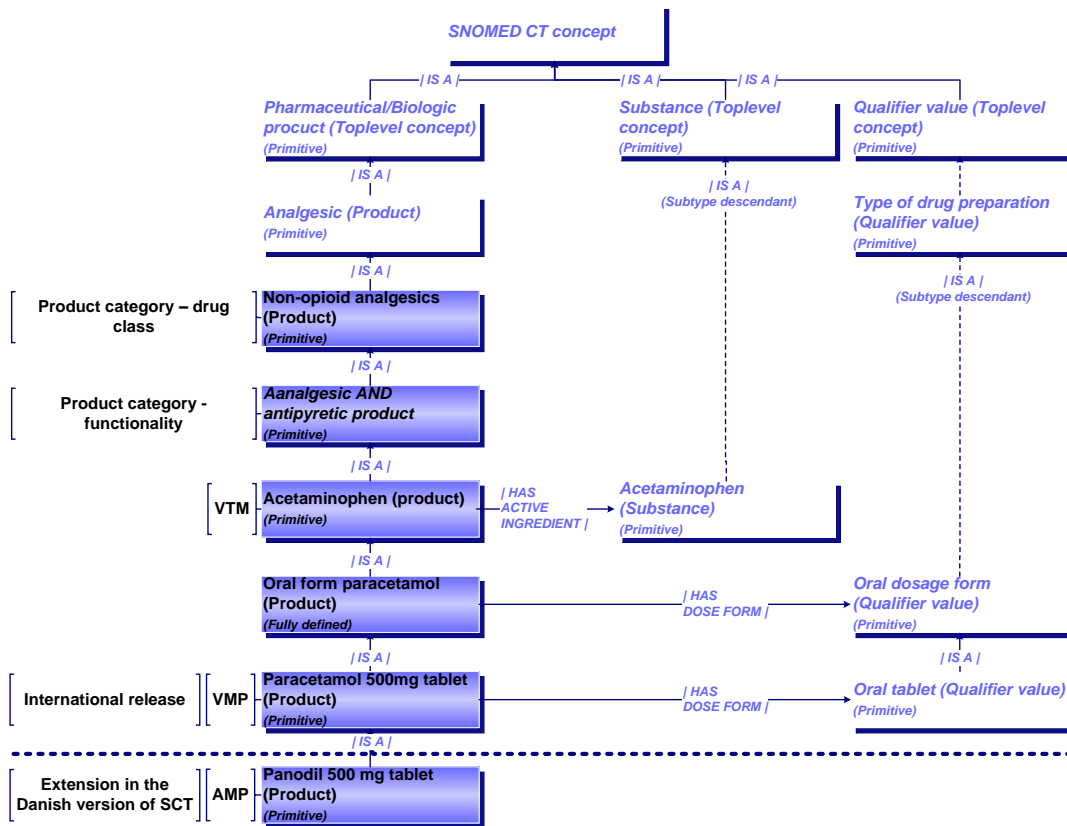 SNOMED CT concept
| IS A |
| IS A |
| IS A |
Pharmaceutical/Biologic
procuct (Toplevel concept)
(Primitive)
Substance (Toplevel
concept)
(Primitive)
Qualifier value (Toplevel
concept)
(Primitive)
| IS A |
| IS A |
(Subtype descendant)
Analgesic (Product)
(Primitive)
Type of drug preparation
(Qualifier value)
(Primitive)
| IS A |
| IS A |
(Subtype descendant)
Product category – drug
class
Non-opioid analgesics
(Product)
(Primitive)
| IS A |
Product category -
functionality
Aanalgesic AND
antipyretic product
(Primitive)
| IS A |
VTM
Acetaminophen (product)
(Primitive)
| HAS
ACTIVE
INGREDIENT |
Acetaminophen
(Substance)
(Primitive)
| IS A |
Oral form paracetamol
(Product)
(Fully defined)
| HAS
DOSE FORM |
Oral dosage form
(Qualifier value)
(Primitive)
| IS A |
| IS A |
International release
VMP
Paracetamol 500mg tablet
(Product)
(Primitive)
| HAS
DOSE FORM |
Oral tablet (Qualifier value)
(Primitive)
| IS A |
Extension in the
Danish version of SCT
AMP
Panodil 500 mg tablet
(Product)
(Primitive)